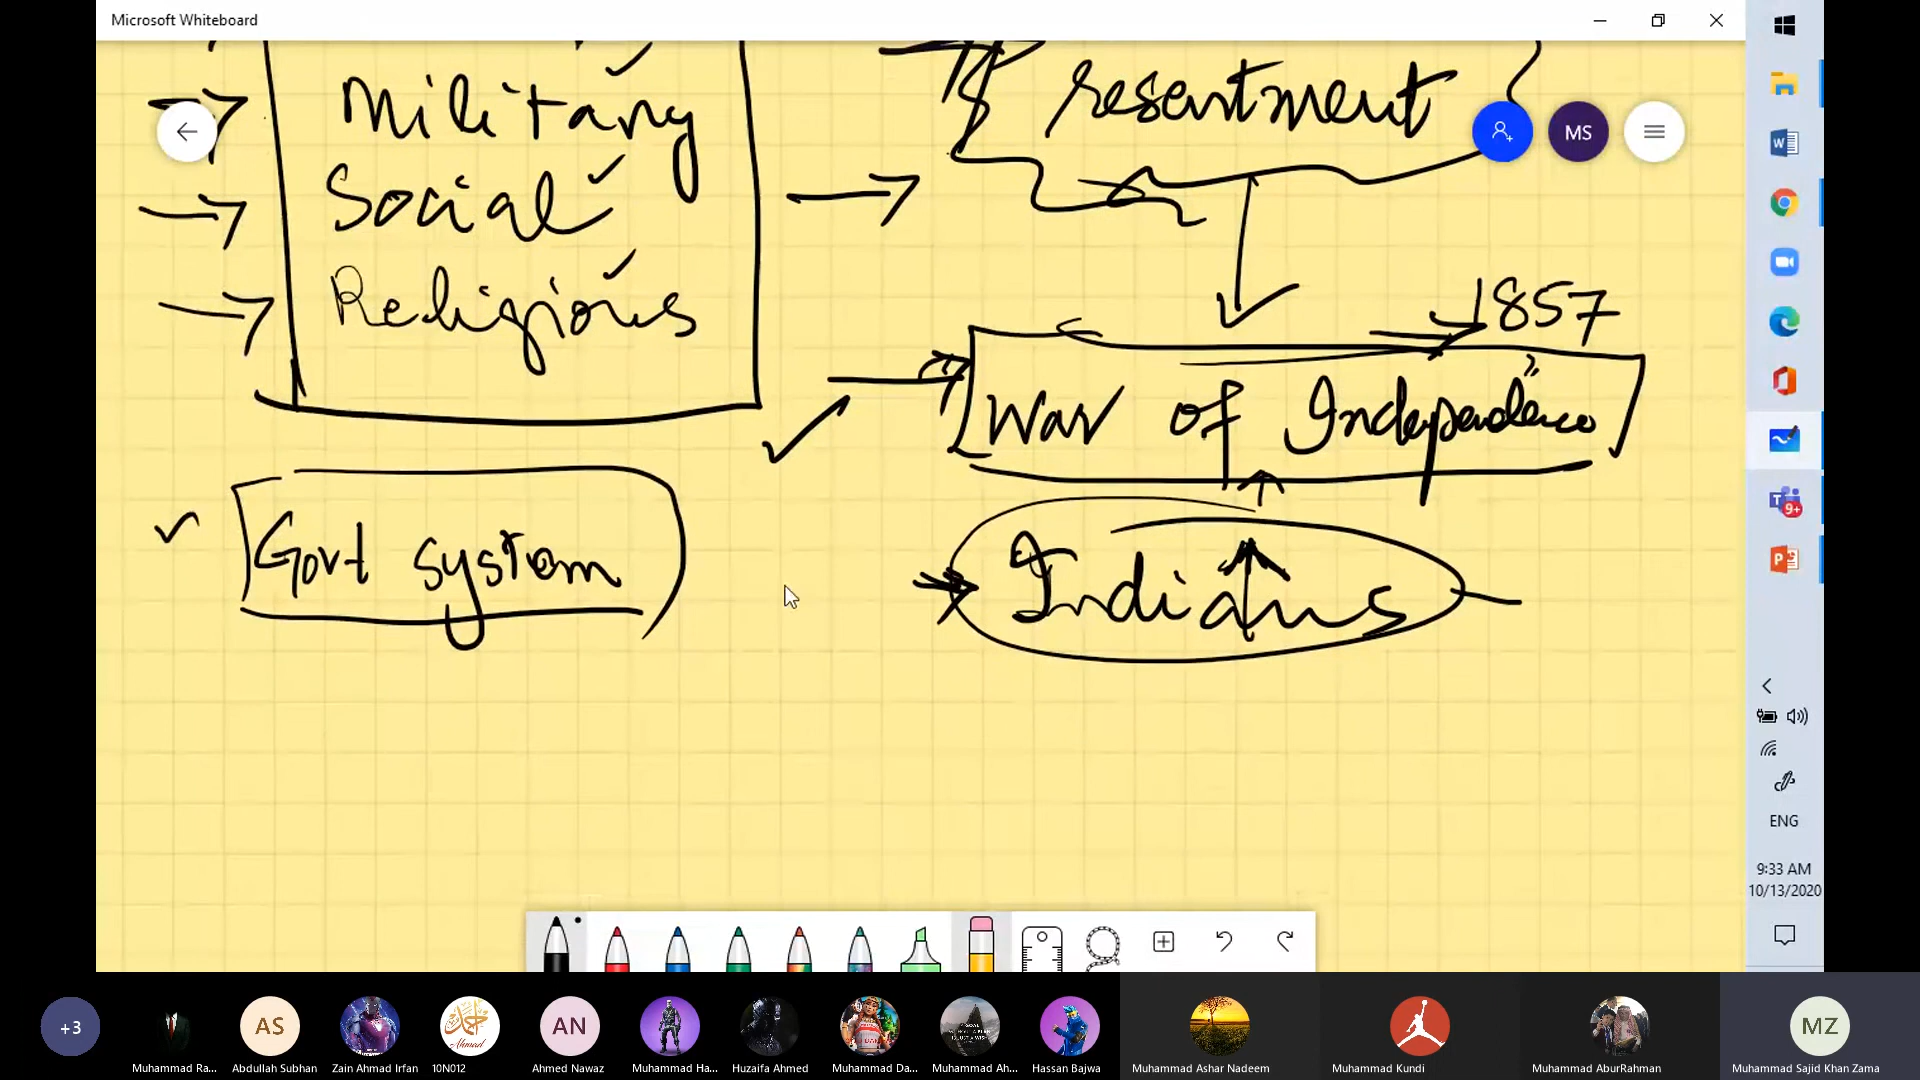 Microsoft Whiteboard
Military
Social
Religious
Govt system
resentment
MS
1857
War of Independence
Indians
9+
ENG
9:33 AM
10/13/2020
+3
AS
AN
MZ
Muhammad Ra...
Abdullah Subhan
Zain Ahmad Irfan
10N012
Ahmed Nawaz
Muhammad Ha...
Huzaifa Ahmed
Muhammad Da...
Muhammad Ah...
Hassan Bajwa
Muhammad Ashar Nadeem
Muhammad Kundi
Muhammad AburRahman
Muhammad Sajid Khan Zama